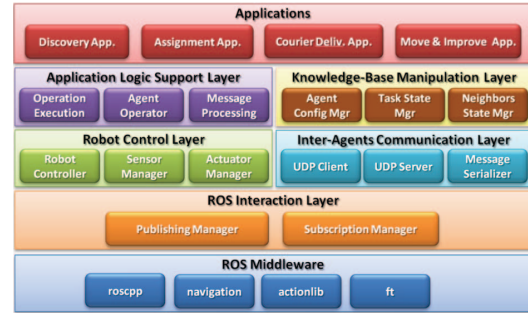 Applications
Discovery App.
Assignment App.
Courier Deliv. App.
Move & Improve App.
Application Logic Support Layer
Operation
Execution
Agent
Operator
Message
Processing
Knowledge-Base Manipulation Layer
Agent
Config Mgr
Task State
Mgr
Neighbors
State Mgr
Robot Control Layer
Robot
Controller
Sensor
Manager
Actuator
Manager
Inter-Agents Communication Layer
UDP Client
UDP Server
Message
Serializer
ROS Interaction Layer
Publishing Manager
Subscription Manager
ROS Middleware
roscpp
navigation
actionlib
ft